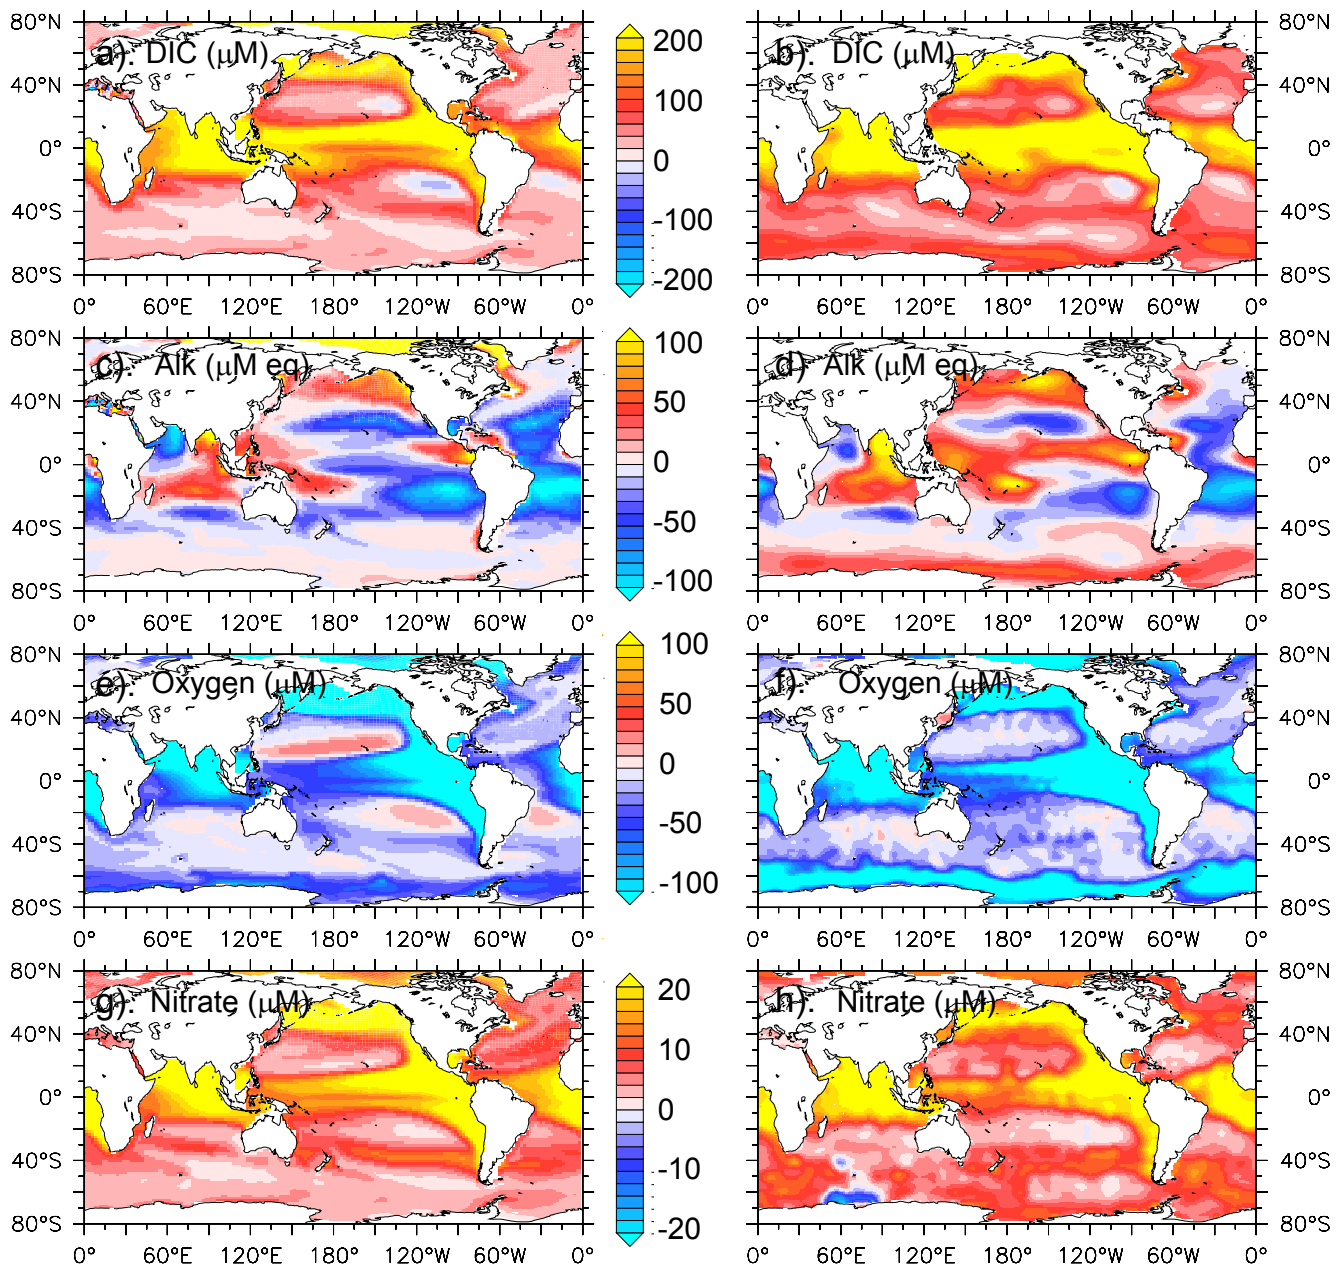 80°N 80°N
a). DIC (μM) 200 b). DIC (μM)
40°N 100 40°N
0° 0 0°
40°S -100 40°S
80°S -200 80°S
0° 60°E 120°E 180° 120°W 60°W 0° 0° 60°E 120°E 180° 120°W 60°W 0°
80°N 100 80°N
c). Alk (μM eq) d). Alk (μM eq)
40°N 50 40°N
0° 0 0°
40°S -50 40°S
80°S -100 80°S
0° 60°E 120°E 180° 120°W 60°W 0° 0° 60°E 120°E 180° 120°W 60°W 0°
80°N 100 80°N
e). Oxygen (μM) f). Oxygen (μM)
40°N 50 40°N
0° 0 0°
40°S -50 40°S
80°S -100 80°S
0° 60°E 120°E 180° 120°W 60°W 0° 0° 60°E 120°E 180° 120°W 60°W 0°
80°N 20 80°N
g). Nitrate (μM) h). Nitrate (μM)
40°N 10 40°N
0° 0 0°
40°S -10 40°S
80°S -20 80°S
0° 60°E 120°E 180° 120°W 60°W 0° 0° 60°E 120°E 180° 120°W 60°W 0°